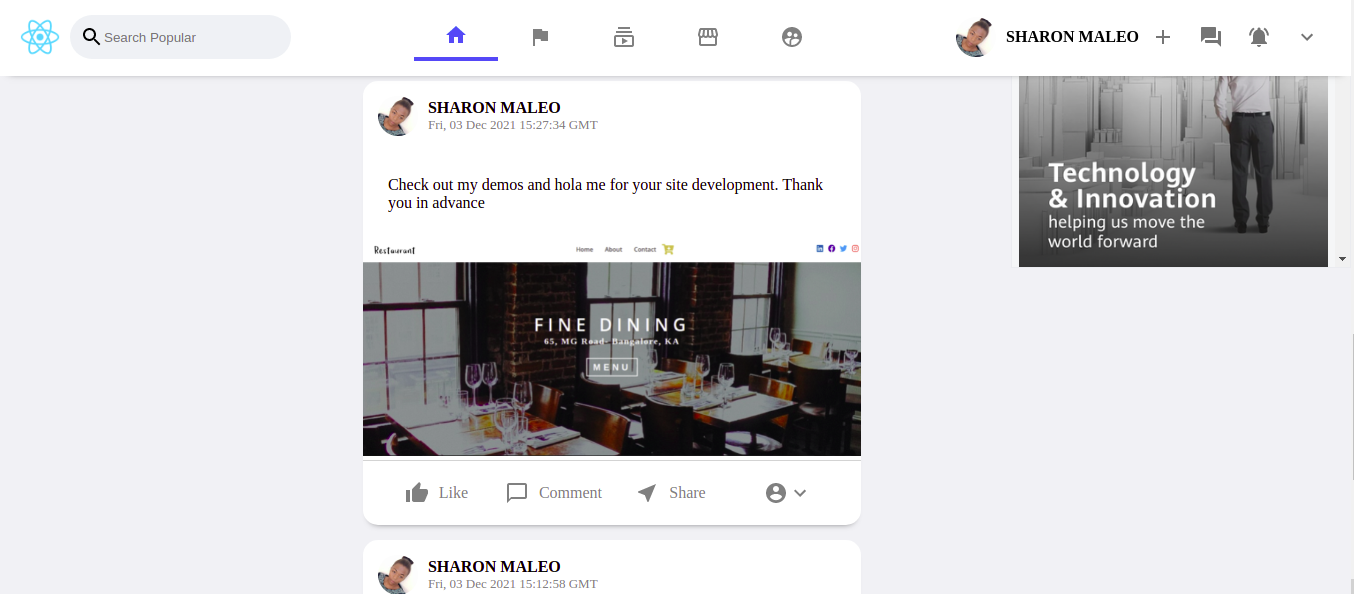 Search Popular
SHARON MALEO
SHARON MALEO
Fri, 03 Dec 2021 15:27:34 GMT
Check out my demos and hola me for your site development. Thank
you in advance
Restaurant
Home About Contact
FINE DINING
65, MG Road- Bangalore, KA
MENU
Like Comment Share
SHARON MALEO
Fri, 03 Dec 2021 15:12:58 GMT
Technology
& Innovation
helping us move the
world forward